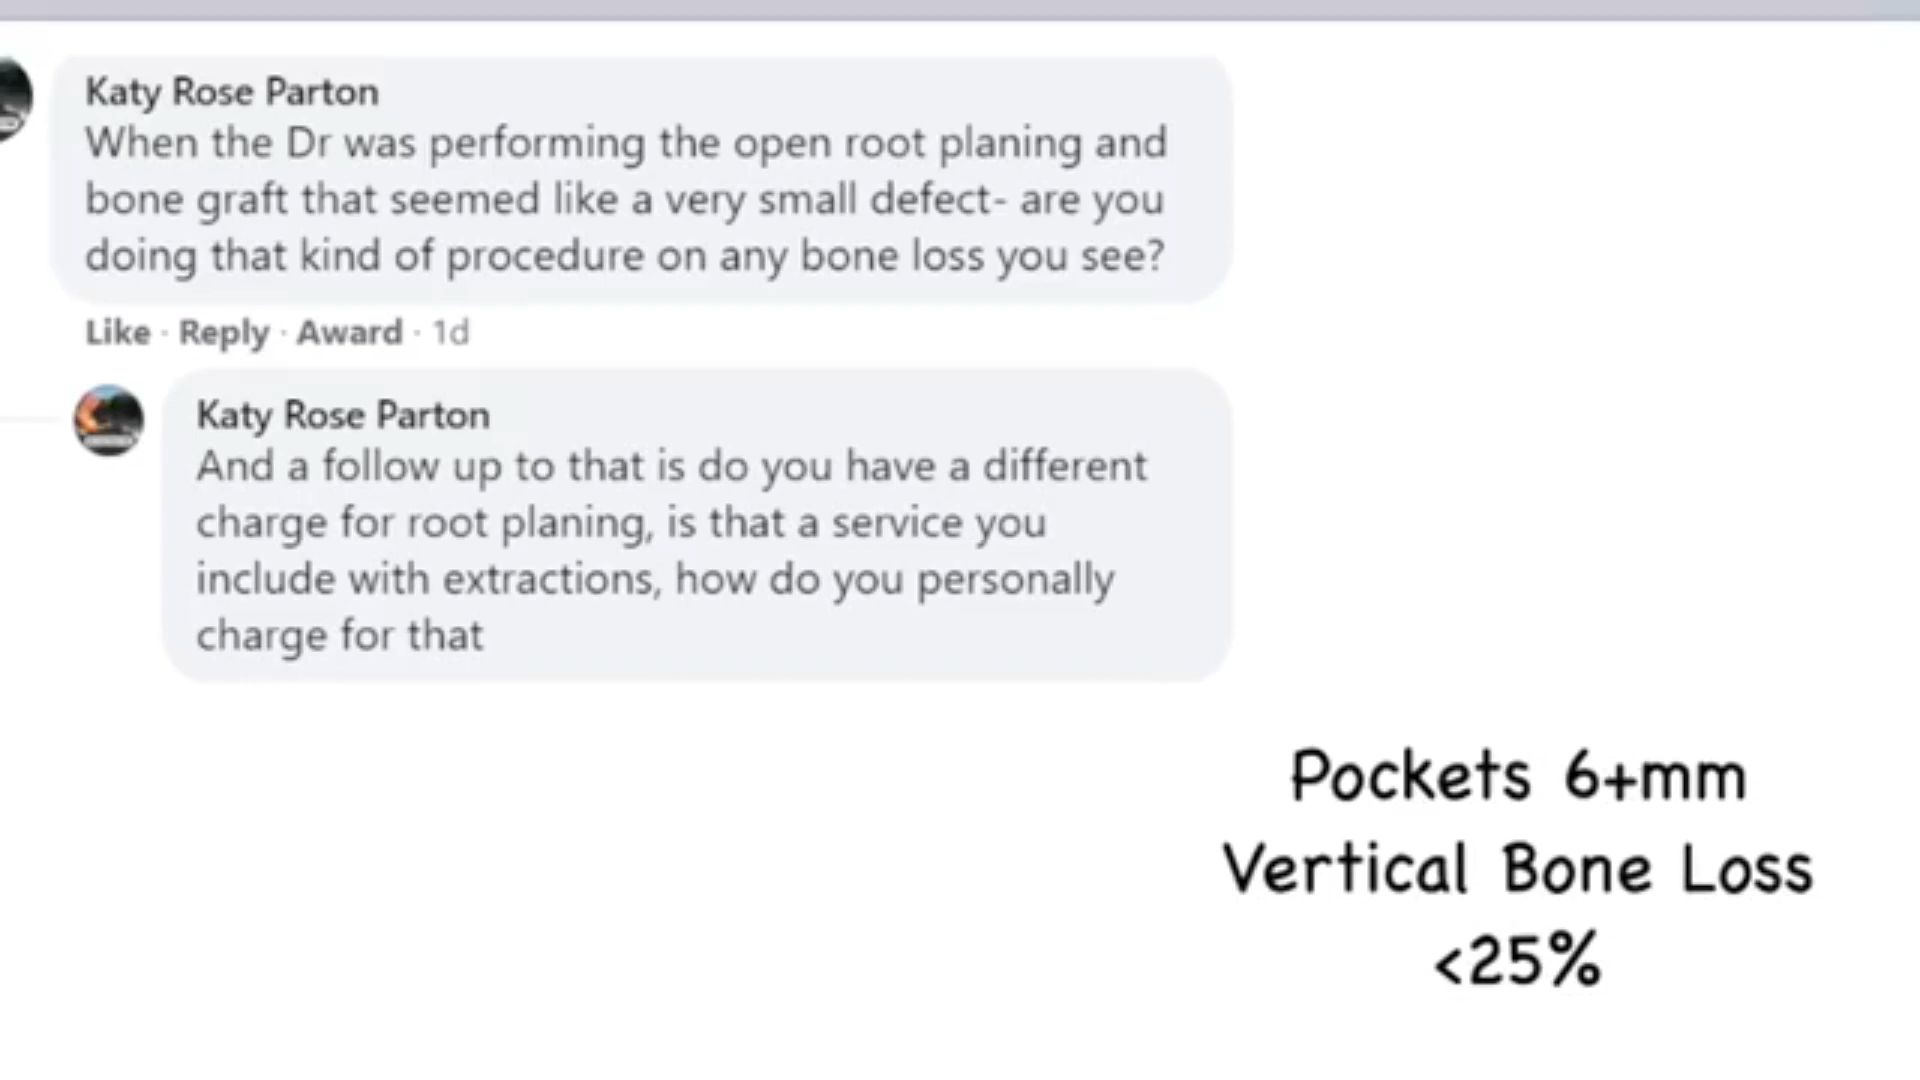 Katy Rose Parton
When the Dr was performing the open root planing and
bone graft that seemed like a very small defect- are you
doing that kind of procedure on any bone loss you see?
Like · Reply · Award · 1d
Katy Rose Parton
And a follow up to that is do you have a different
charge for root planing, is that a service you
include with extractions, how do you personally
charge for that
Pockets 6+mm
Vertical Bone Loss
<25%